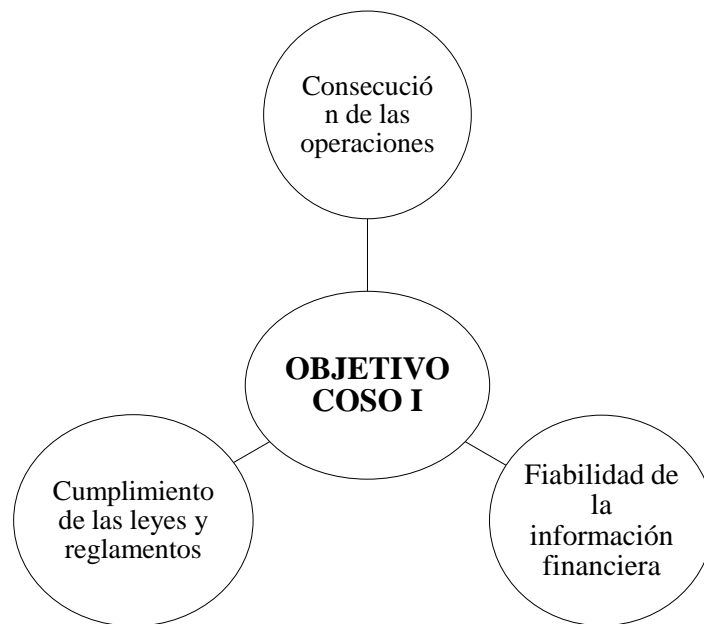 Consecució
n de las
operaciones
OBJETIVO
COSO I
Cumplimiento
de las leyes y
reglamentos
Fiabilidad de
la
información
financiera